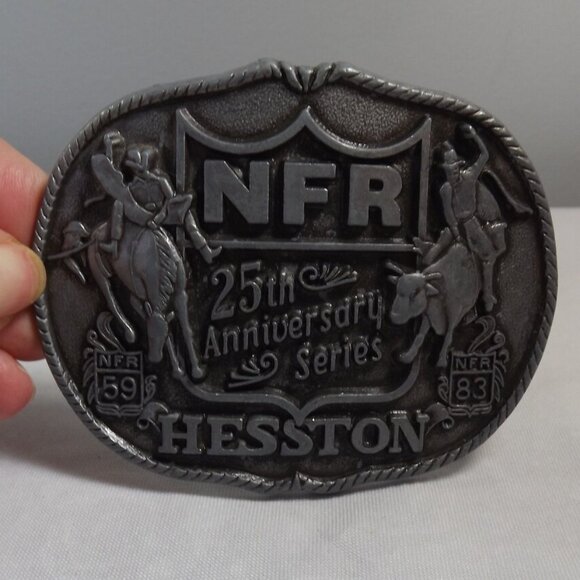 NFR
25th
Anniversary
Series
NFR
59
NFR
83
HESSTON